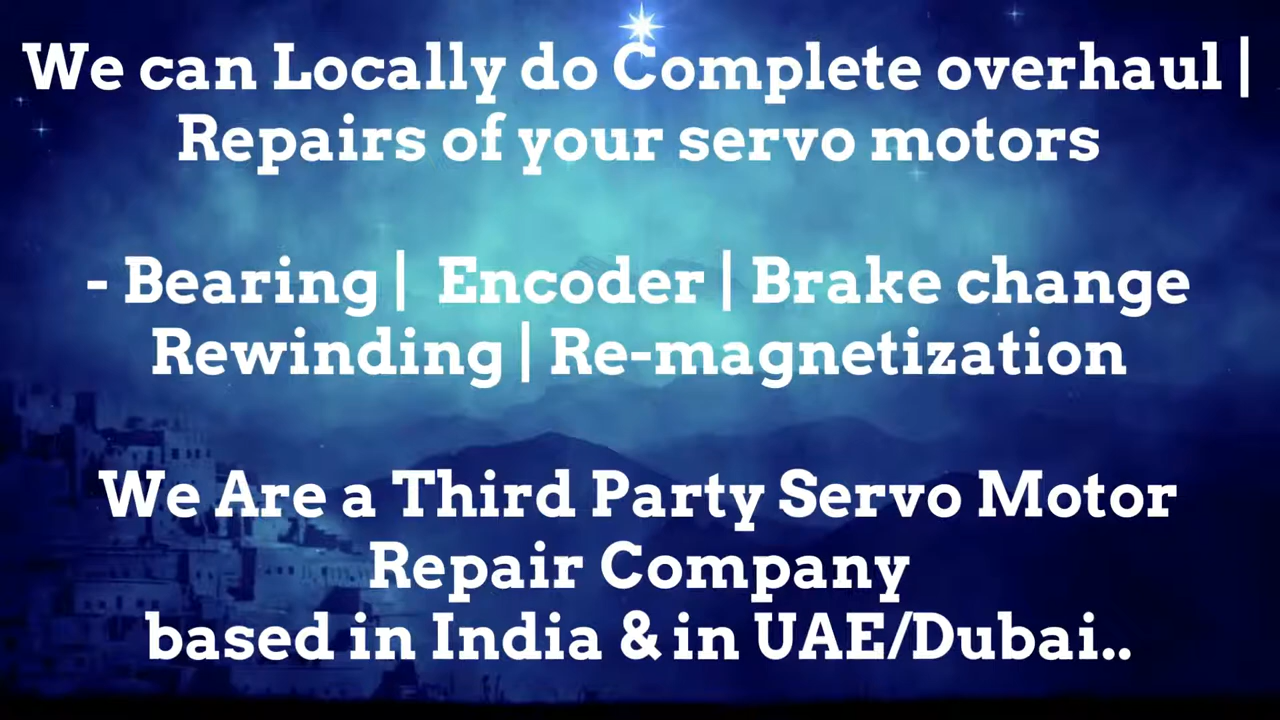 We can Locally do Complete overhaul |
Repairs of your servo motors
- Bearing | Encoder | Brake change
Rewinding | Re-magnetization
We Are a Third Party Servo Motor
Repair Company
based in India & in UAE/Dubai..